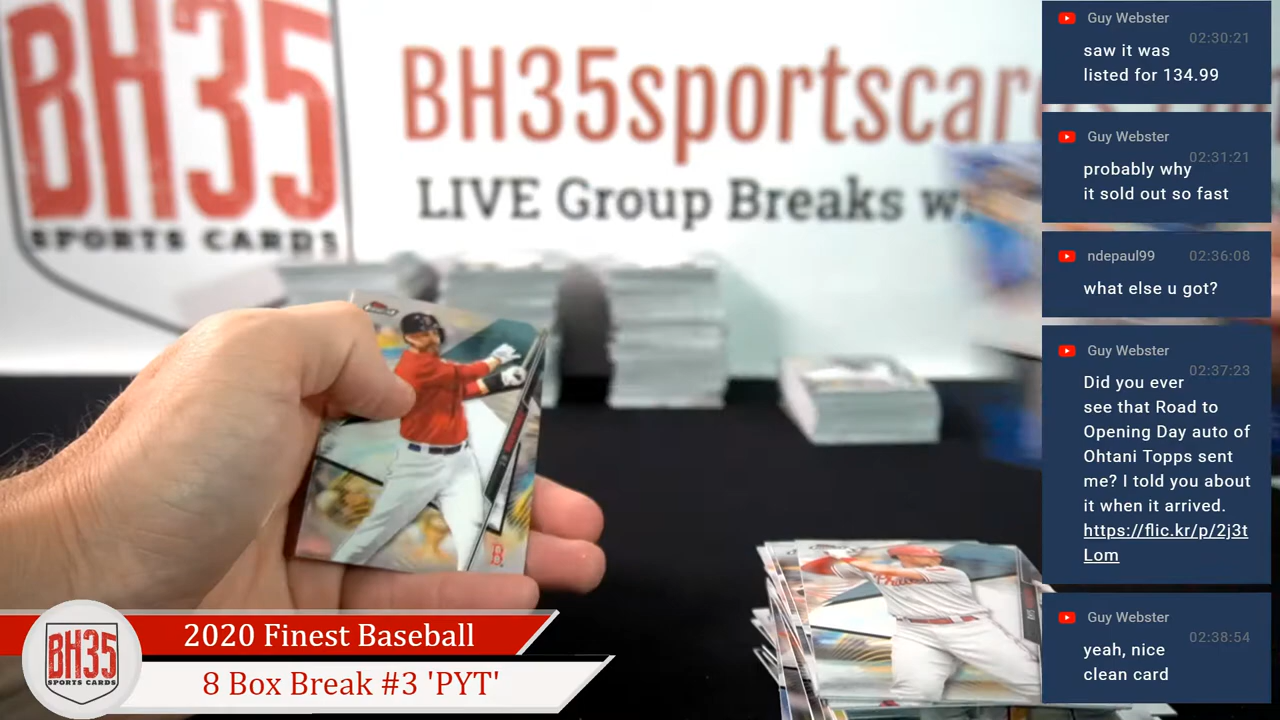 BH35
SPORTS CARDS
BH35sportscar
LIVE Group Breaks w
Guy Webster
02:30:21
saw it was
listed for 134.99
Guy Webster
02:31:21
probably why
it sold out so fast
ndepaul99
02:36:08
what else u got?
Guy Webster
02:37:23
Did you ever
see that Road to
Opening Day auto of
Ohtani Topps sent
me? I told you about
it when it arrived.
https://flic.kr/p/2j3t
Lom
Guy Webster
02:38:54
yeah, nice
clean card
B
BH35
SPORTS CARDS
2020 Finest Baseball
8 Box Break #3 'PYT'